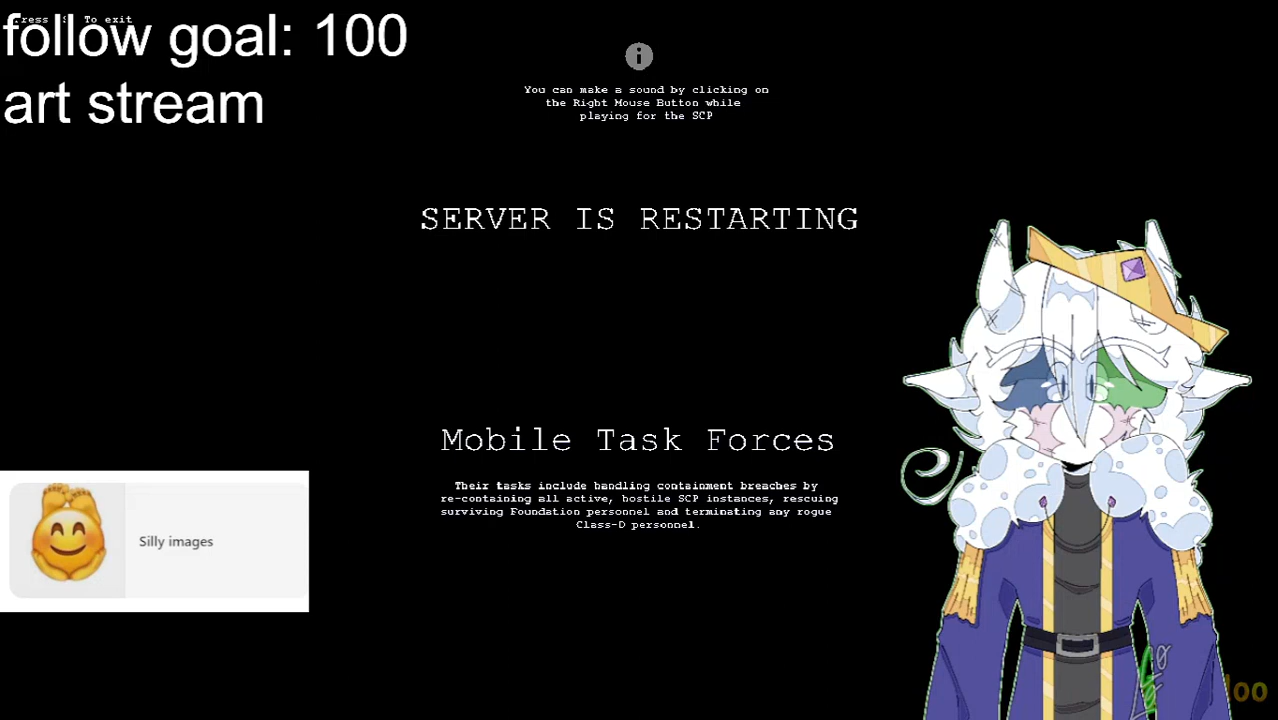 To exit
follow goal: 100
art stream
You can make a sound by clicking on
the Right Mouse Button while
playing for the SCP
SERVER IS RESTARTING
Mobile Task Forces
Their tasks include handling containment breaches by
re-containing all active, hostile SCP instances, rescuing
surviving Foundation personnel and terminating any rogue
Class-D personnel.
Silly images